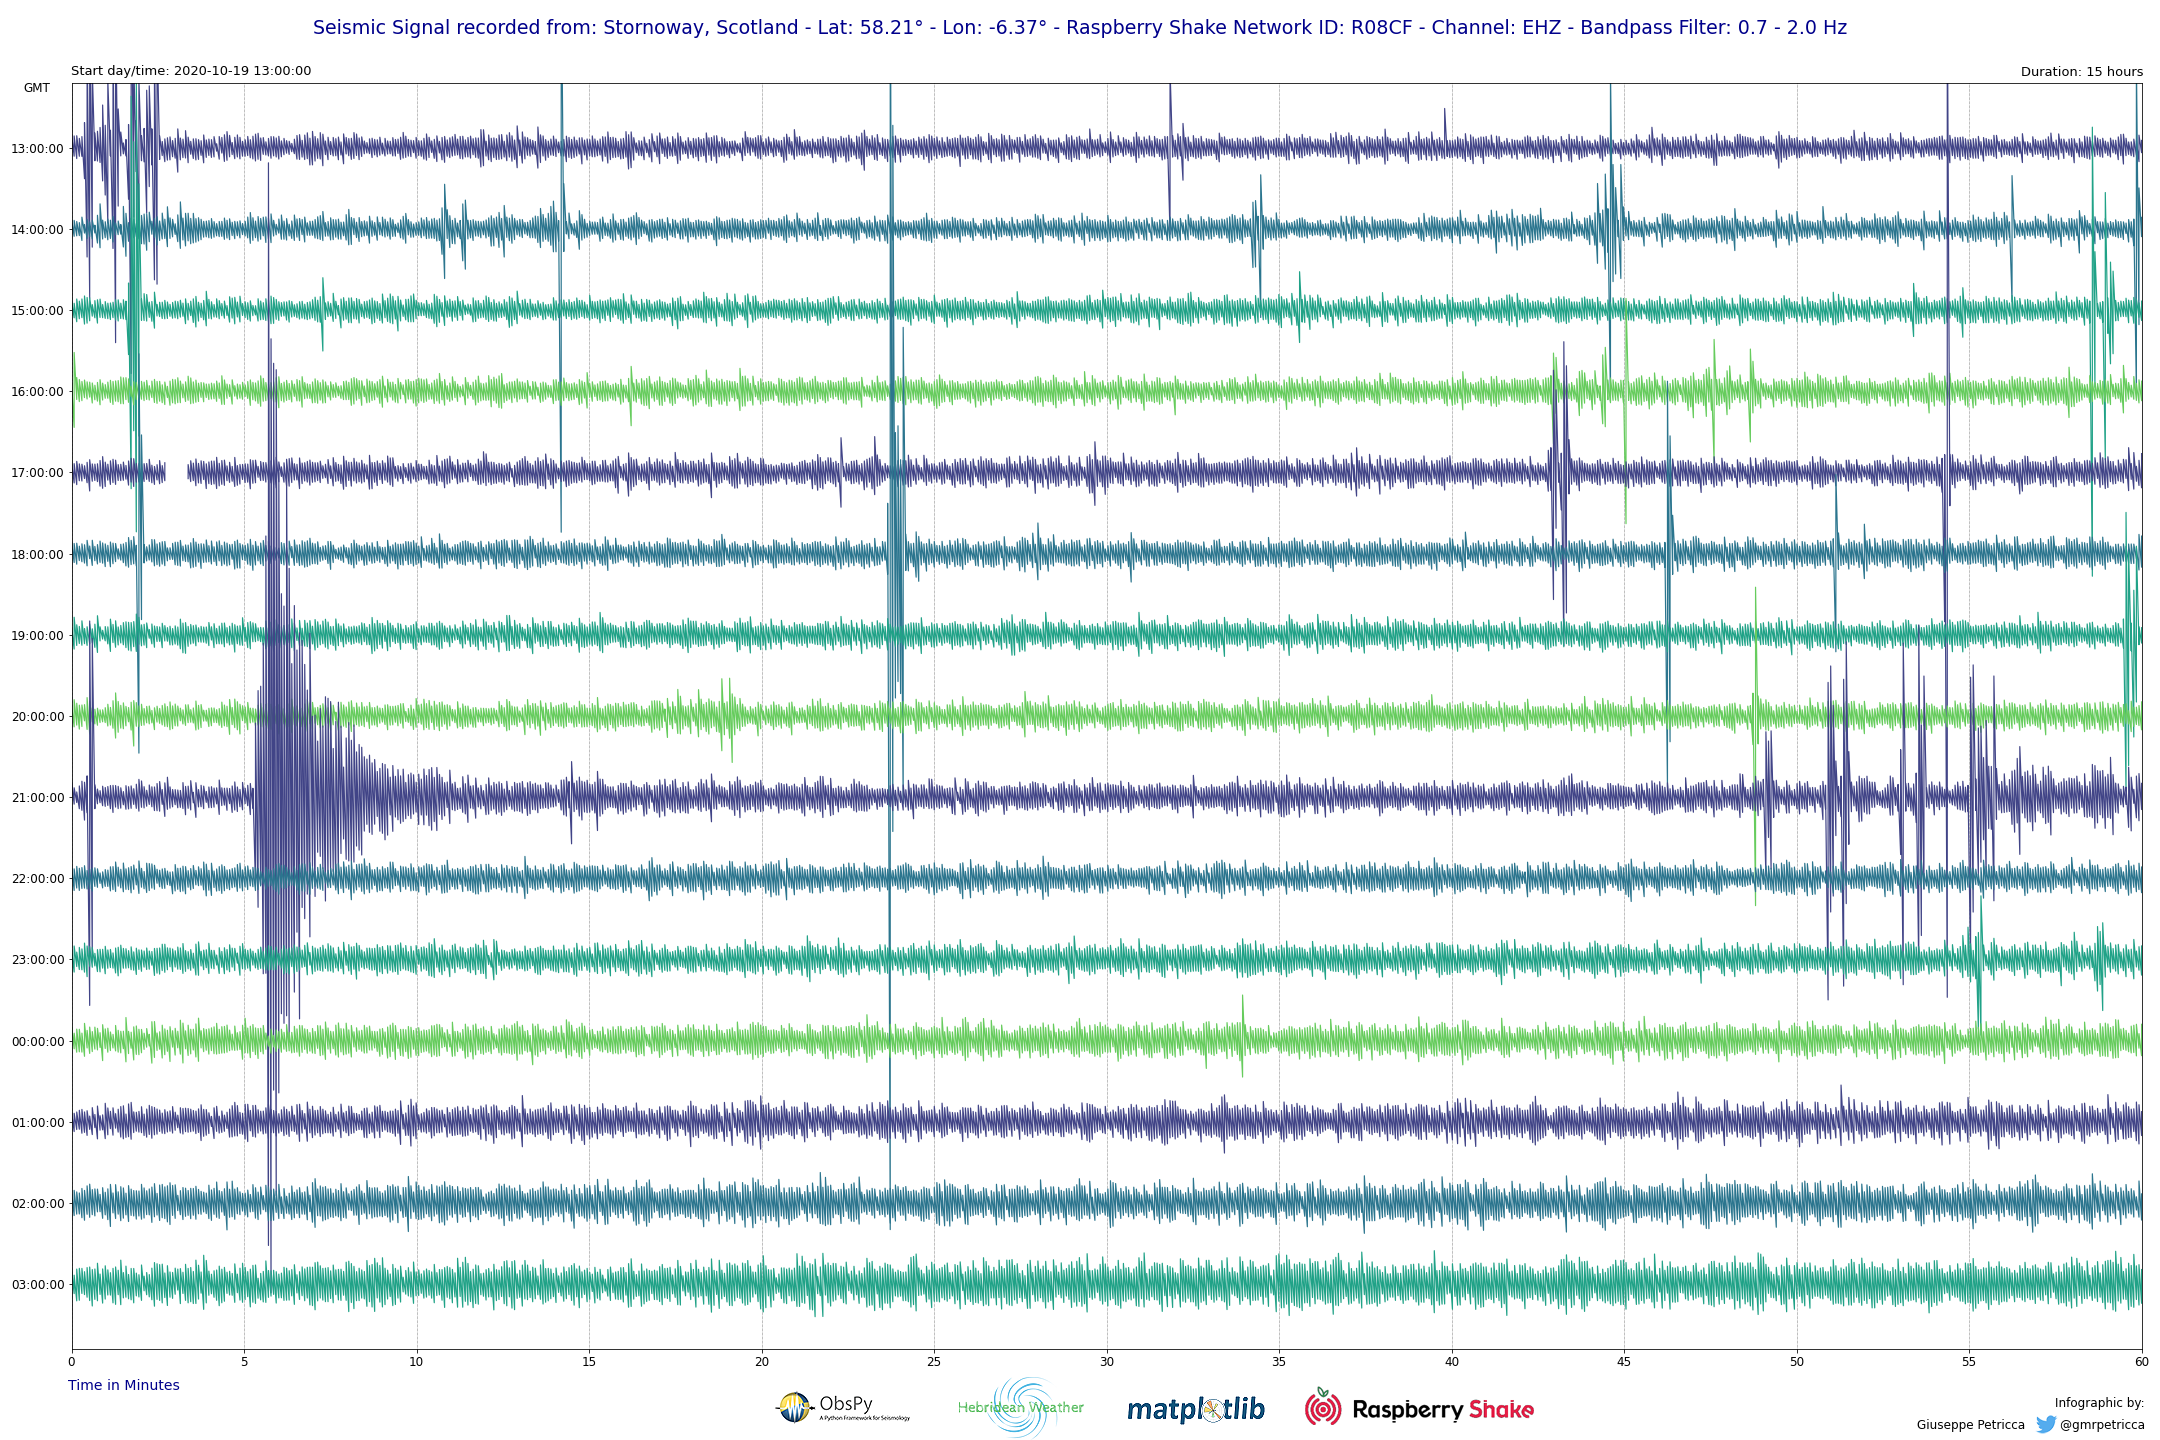 Seismic Signal recorded from: Stornoway, Scotland - Lat: 58.21° - Lon: -6.37° - Raspberry Shake Network ID: R08CF - Channel: EHZ - Bandpass Filter: 0.7 - 2.0 Hz
Start day/time: 2020-10-19 13:00:00
Duration: 15 hours
GMT
13:00:00
14:00:00
15:00:00
16:00:00
17:00:00
18:00:00
19:00:00
20:00:00
21:00:00
22:00:00
23:00:00
00:00:00
01:00:00
02:00:00
03:00:00
0 5 10 15 20 25 30 35 40 45 50 55 60
Time in Minutes
ObsPy
A Python Framework for Seismology
Hebridean Weather
matplotlib
Raspberry Shake
Infographic by:
Giuseppe Petricca @gmrpetricca